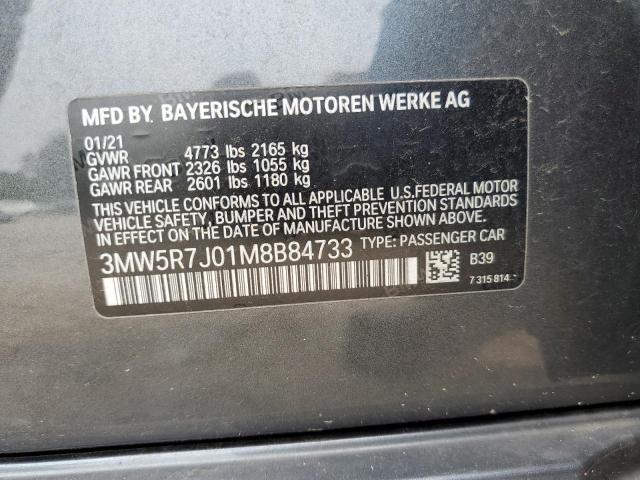 MFD BY. BAYERISCHE MOTOREN WERKE AG
01/21
GVWR 4773 lbs 2165 kg
GAWR FRONT 2326 lbs 1055 kg
GAWR REAR 2601 lbs 1180 kg
THIS VEHICLE CONFORMS TO ALL APPLICABLE U.S.FEDERAL MOTOR
VEHICLE SAFETY, BUMPER AND THEFT PREVENTION STANDARDS
IN EFFECT ON THE DATE OF MANUFACTURE SHOWN ABOVE.
3MW5R7J01M8B84733 TYPE: PASSENGER CAR
B39
7 315 814